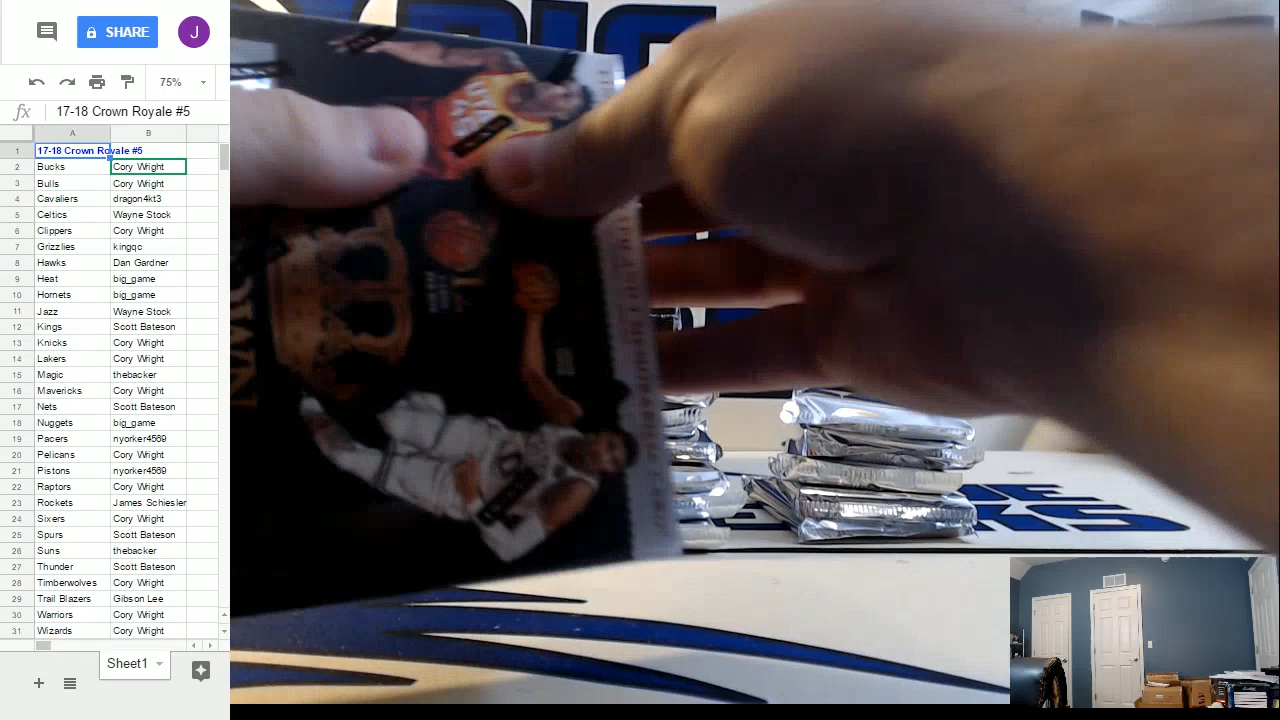 SHARE
J
75%
fx 17-18 Crown Royale #5
A B
1 17-18 Crown Royale #5
2 Bucks Cory Wright
3 Bulls Cory Wright
4 Cavaliers dragon4kt3
5 Celtics Wayne Stock
6 Clippers Cory Wright
7 Grizzlies kingqc
8 Hawks Dan Gardner
9 Heat big_game
10 Hornets big_game
11 Jazz Wayne Stock
12 Kings Scott Bateson
13 Knicks Cory Wright
14 Lakers Cory Wright
15 Magic thebacker
16 Mavericks Cory Wright
17 Nets Scott Bateson
18 Nuggets big_game
19 Pacers nyorker4569
20 Pelicans Cory Wright
21 Pistons nyorker4569
22 Raptors Cory Wright
23 Rockets James Schiesler
24 Sixers Cory Wright
25 Spurs Scott Bateson
26 Suns thebacker
27 Thunder Scott Bateson
28 Timberwolves Cory Wright
29 Trail Blazers Gibson Lee
30 Warriors Cory Wright
31 Wizards Cory Wright
Sheet1